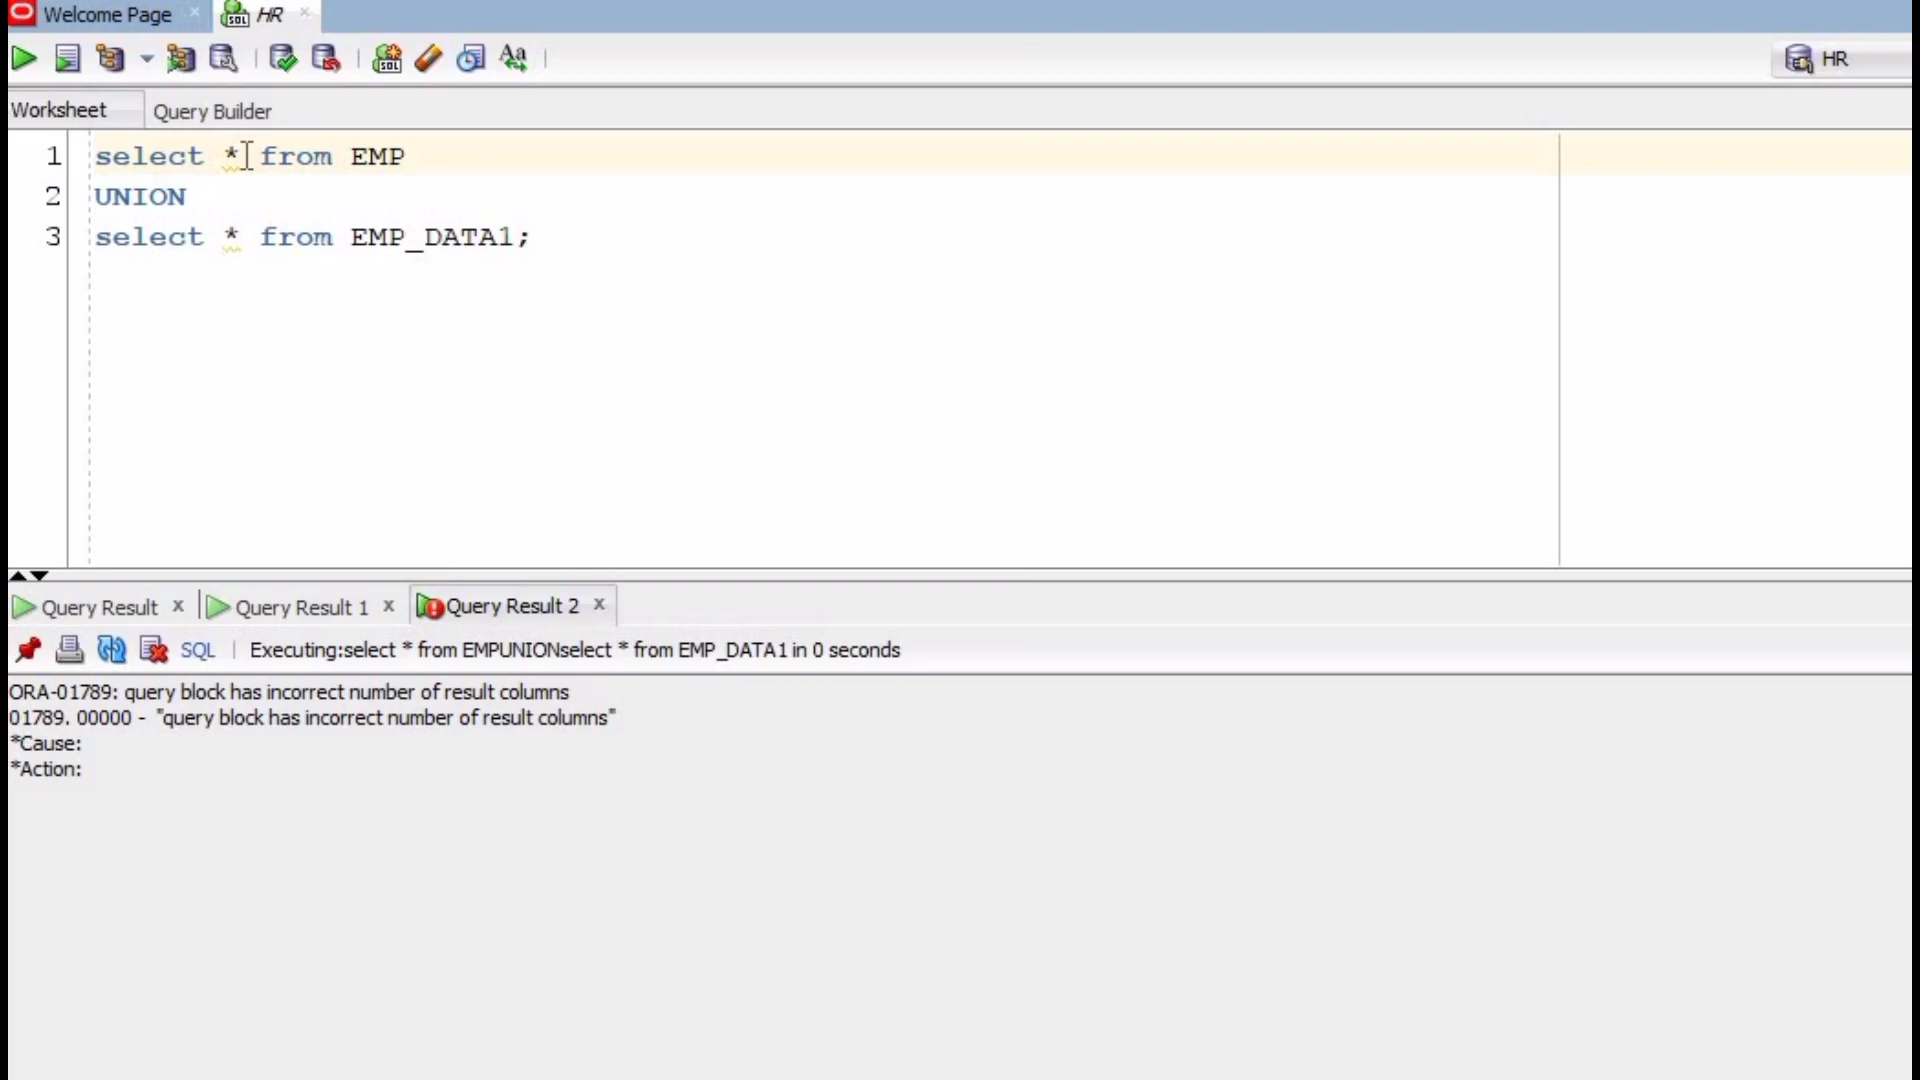 Welcome Page
HR
HR
Worksheet
Query Builder
1 select * from EMP
2 UNION
3 select * from EMP_DATA1;
Query Result
Query Result 1
Query Result 2
SQL
Executing:select * from EMPUNIONselect * from EMP_DATA1 in 0 seconds
ORA-01789: query block has incorrect number of result columns
01789. 00000 - "query block has incorrect number of result columns"
*Cause:
*Action: